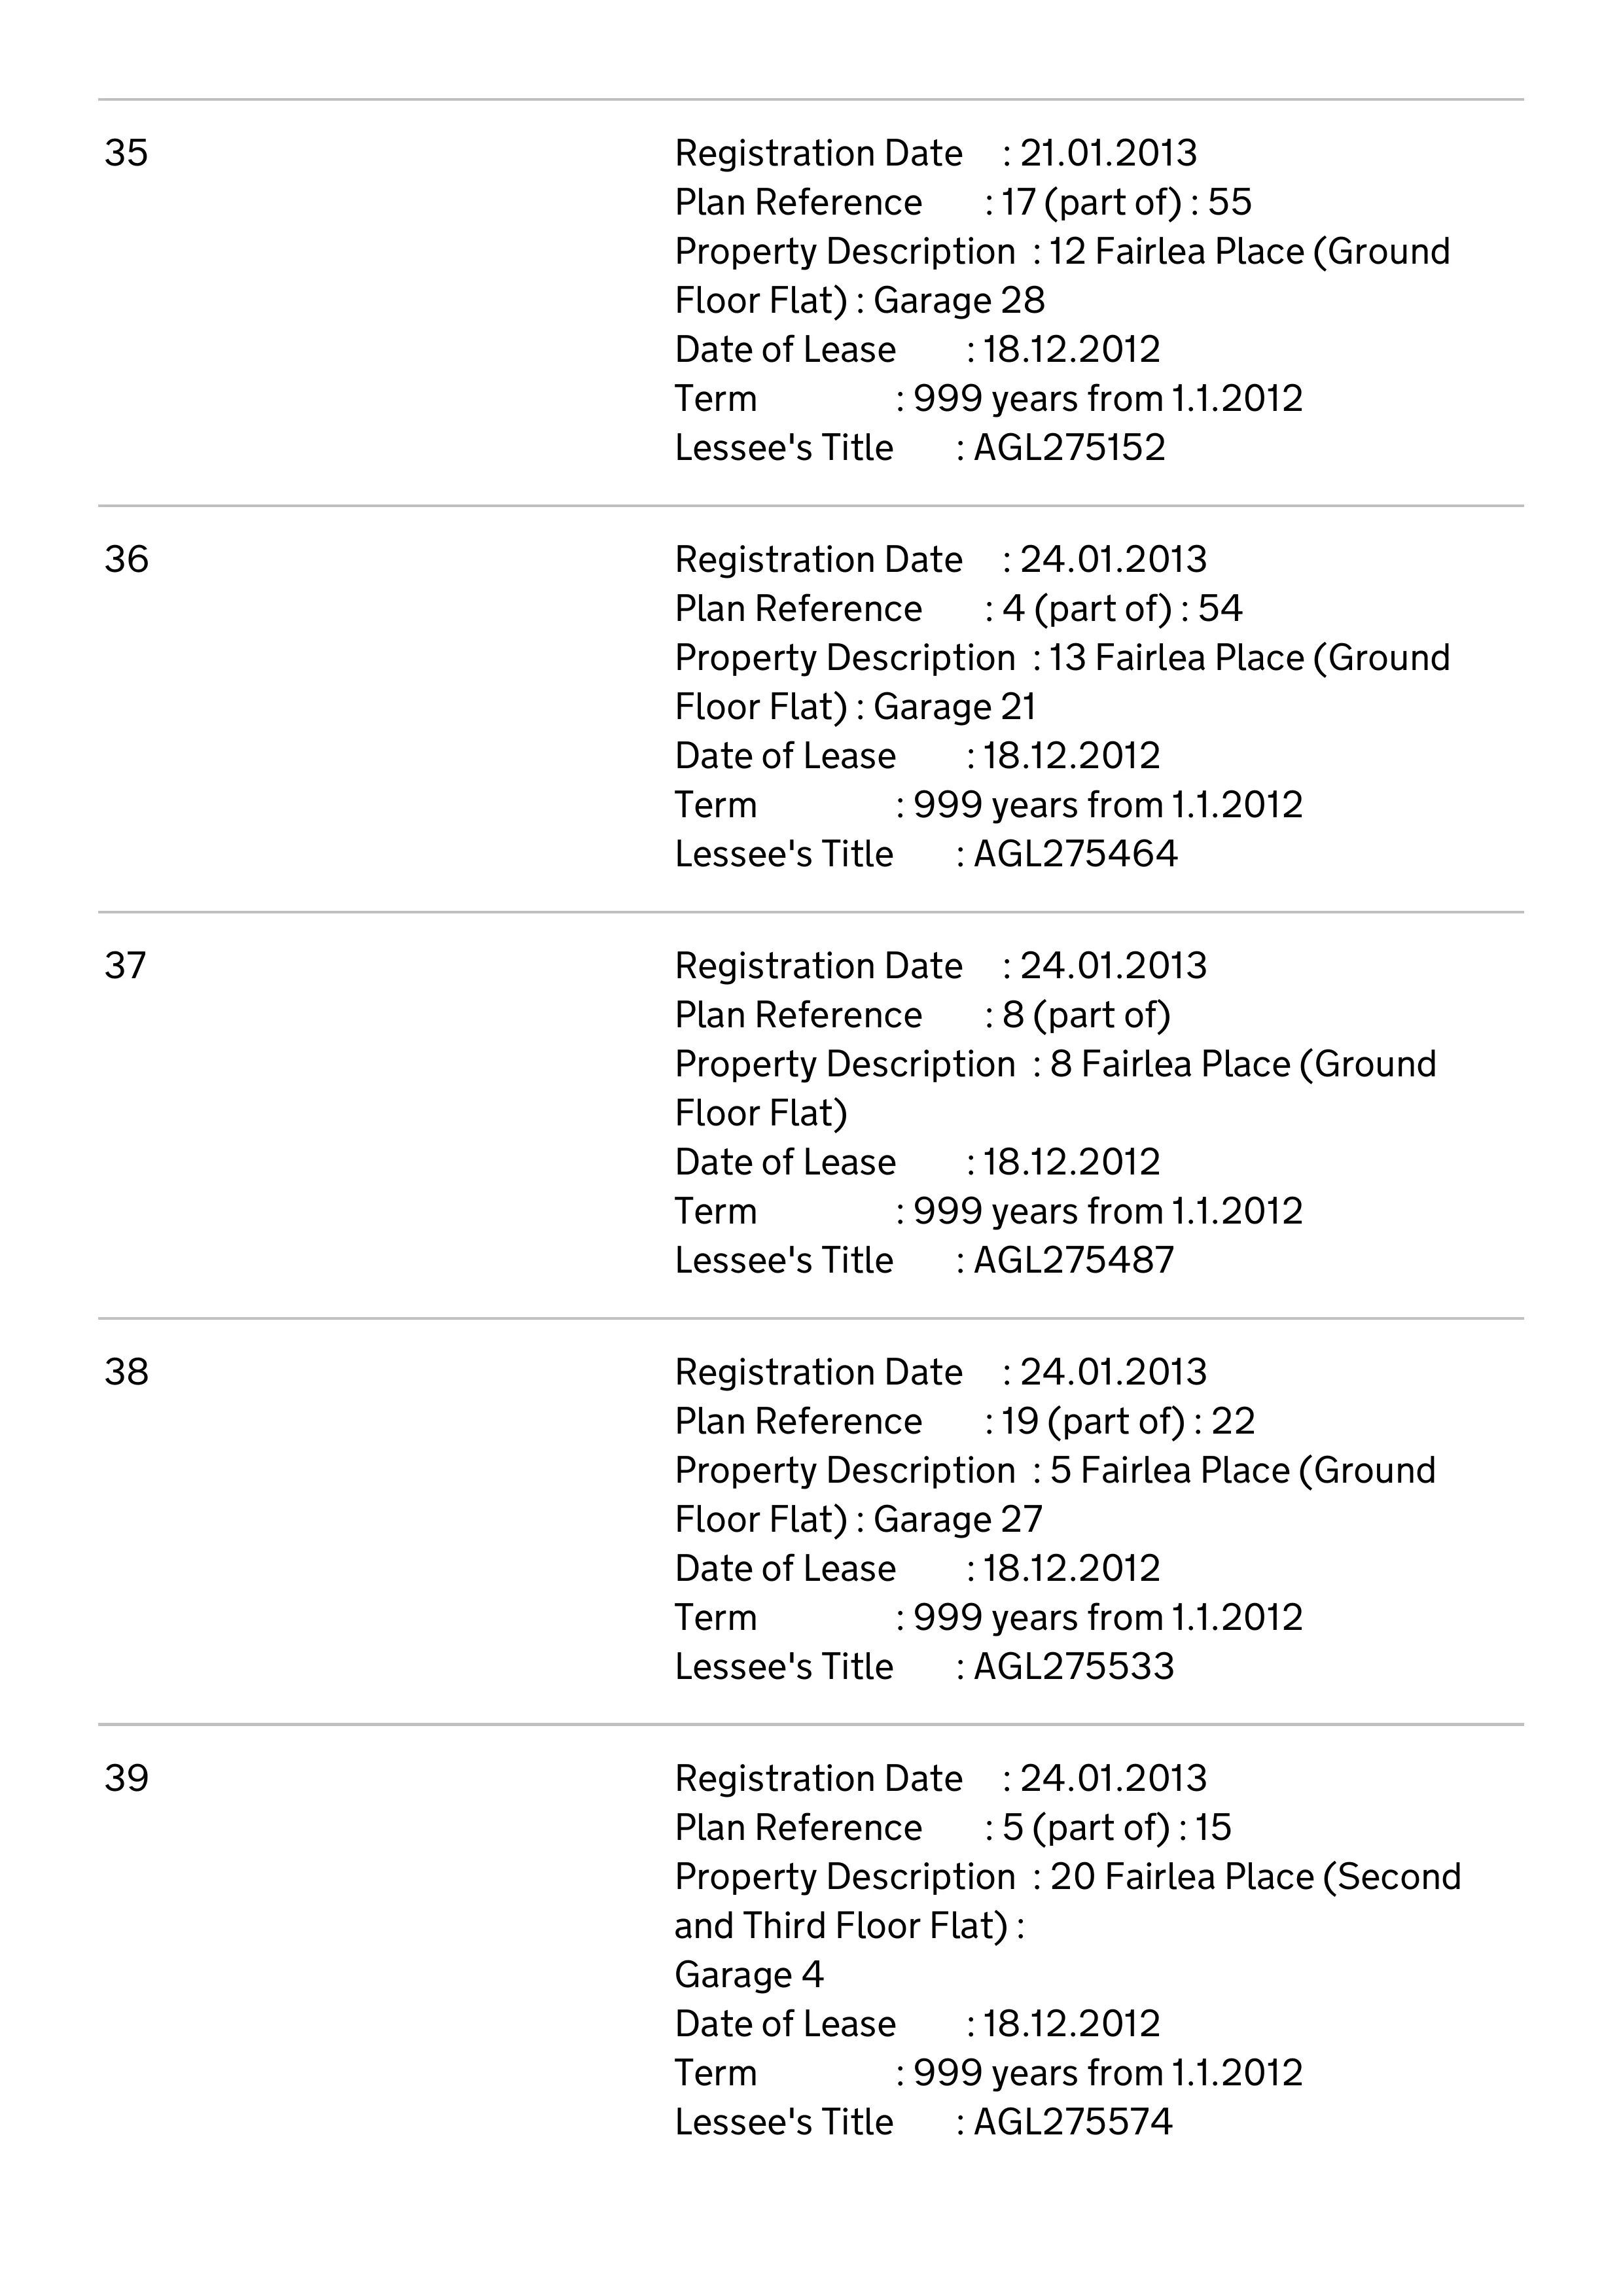 35
Registration Date : 21.01.2013
Plan Reference : 17 (part of) : 55
Property Description : 12 Fairlea Place (Ground
Floor Flat) : Garage 28
Date of Lease : 18.12.2012
Term : 999 years from 1.1.2012
Lessee's Title : AGL275152
36
Registration Date : 24.01.2013
Plan Reference : 4 (part of) : 54
Property Description : 13 Fairlea Place (Ground
Floor Flat) : Garage 21
Date of Lease : 18.12.2012
Term : 999 years from 1.1.2012
Lessee's Title : AGL275464
37
Registration Date : 24.01.2013
Plan Reference : 8 (part of)
Property Description : 8 Fairlea Place (Ground
Floor Flat)
Date of Lease : 18.12.2012
Term : 999 years from 1.1.2012
Lessee's Title : AGL275487
38
Registration Date : 24.01.2013
Plan Reference : 19 (part of) : 22
Property Description : 5 Fairlea Place (Ground
Floor Flat) : Garage 27
Date of Lease : 18.12.2012
Term : 999 years from 1.1.2012
Lessee's Title : AGL275533
39
Registration Date : 24.01.2013
Plan Reference : 5 (part of) : 15
Property Description : 20 Fairlea Place (Second
and Third Floor Flat) :
Garage 4
Date of Lease : 18.12.2012
Term : 999 years from 1.1.2012
Lessee's Title : AGL275574